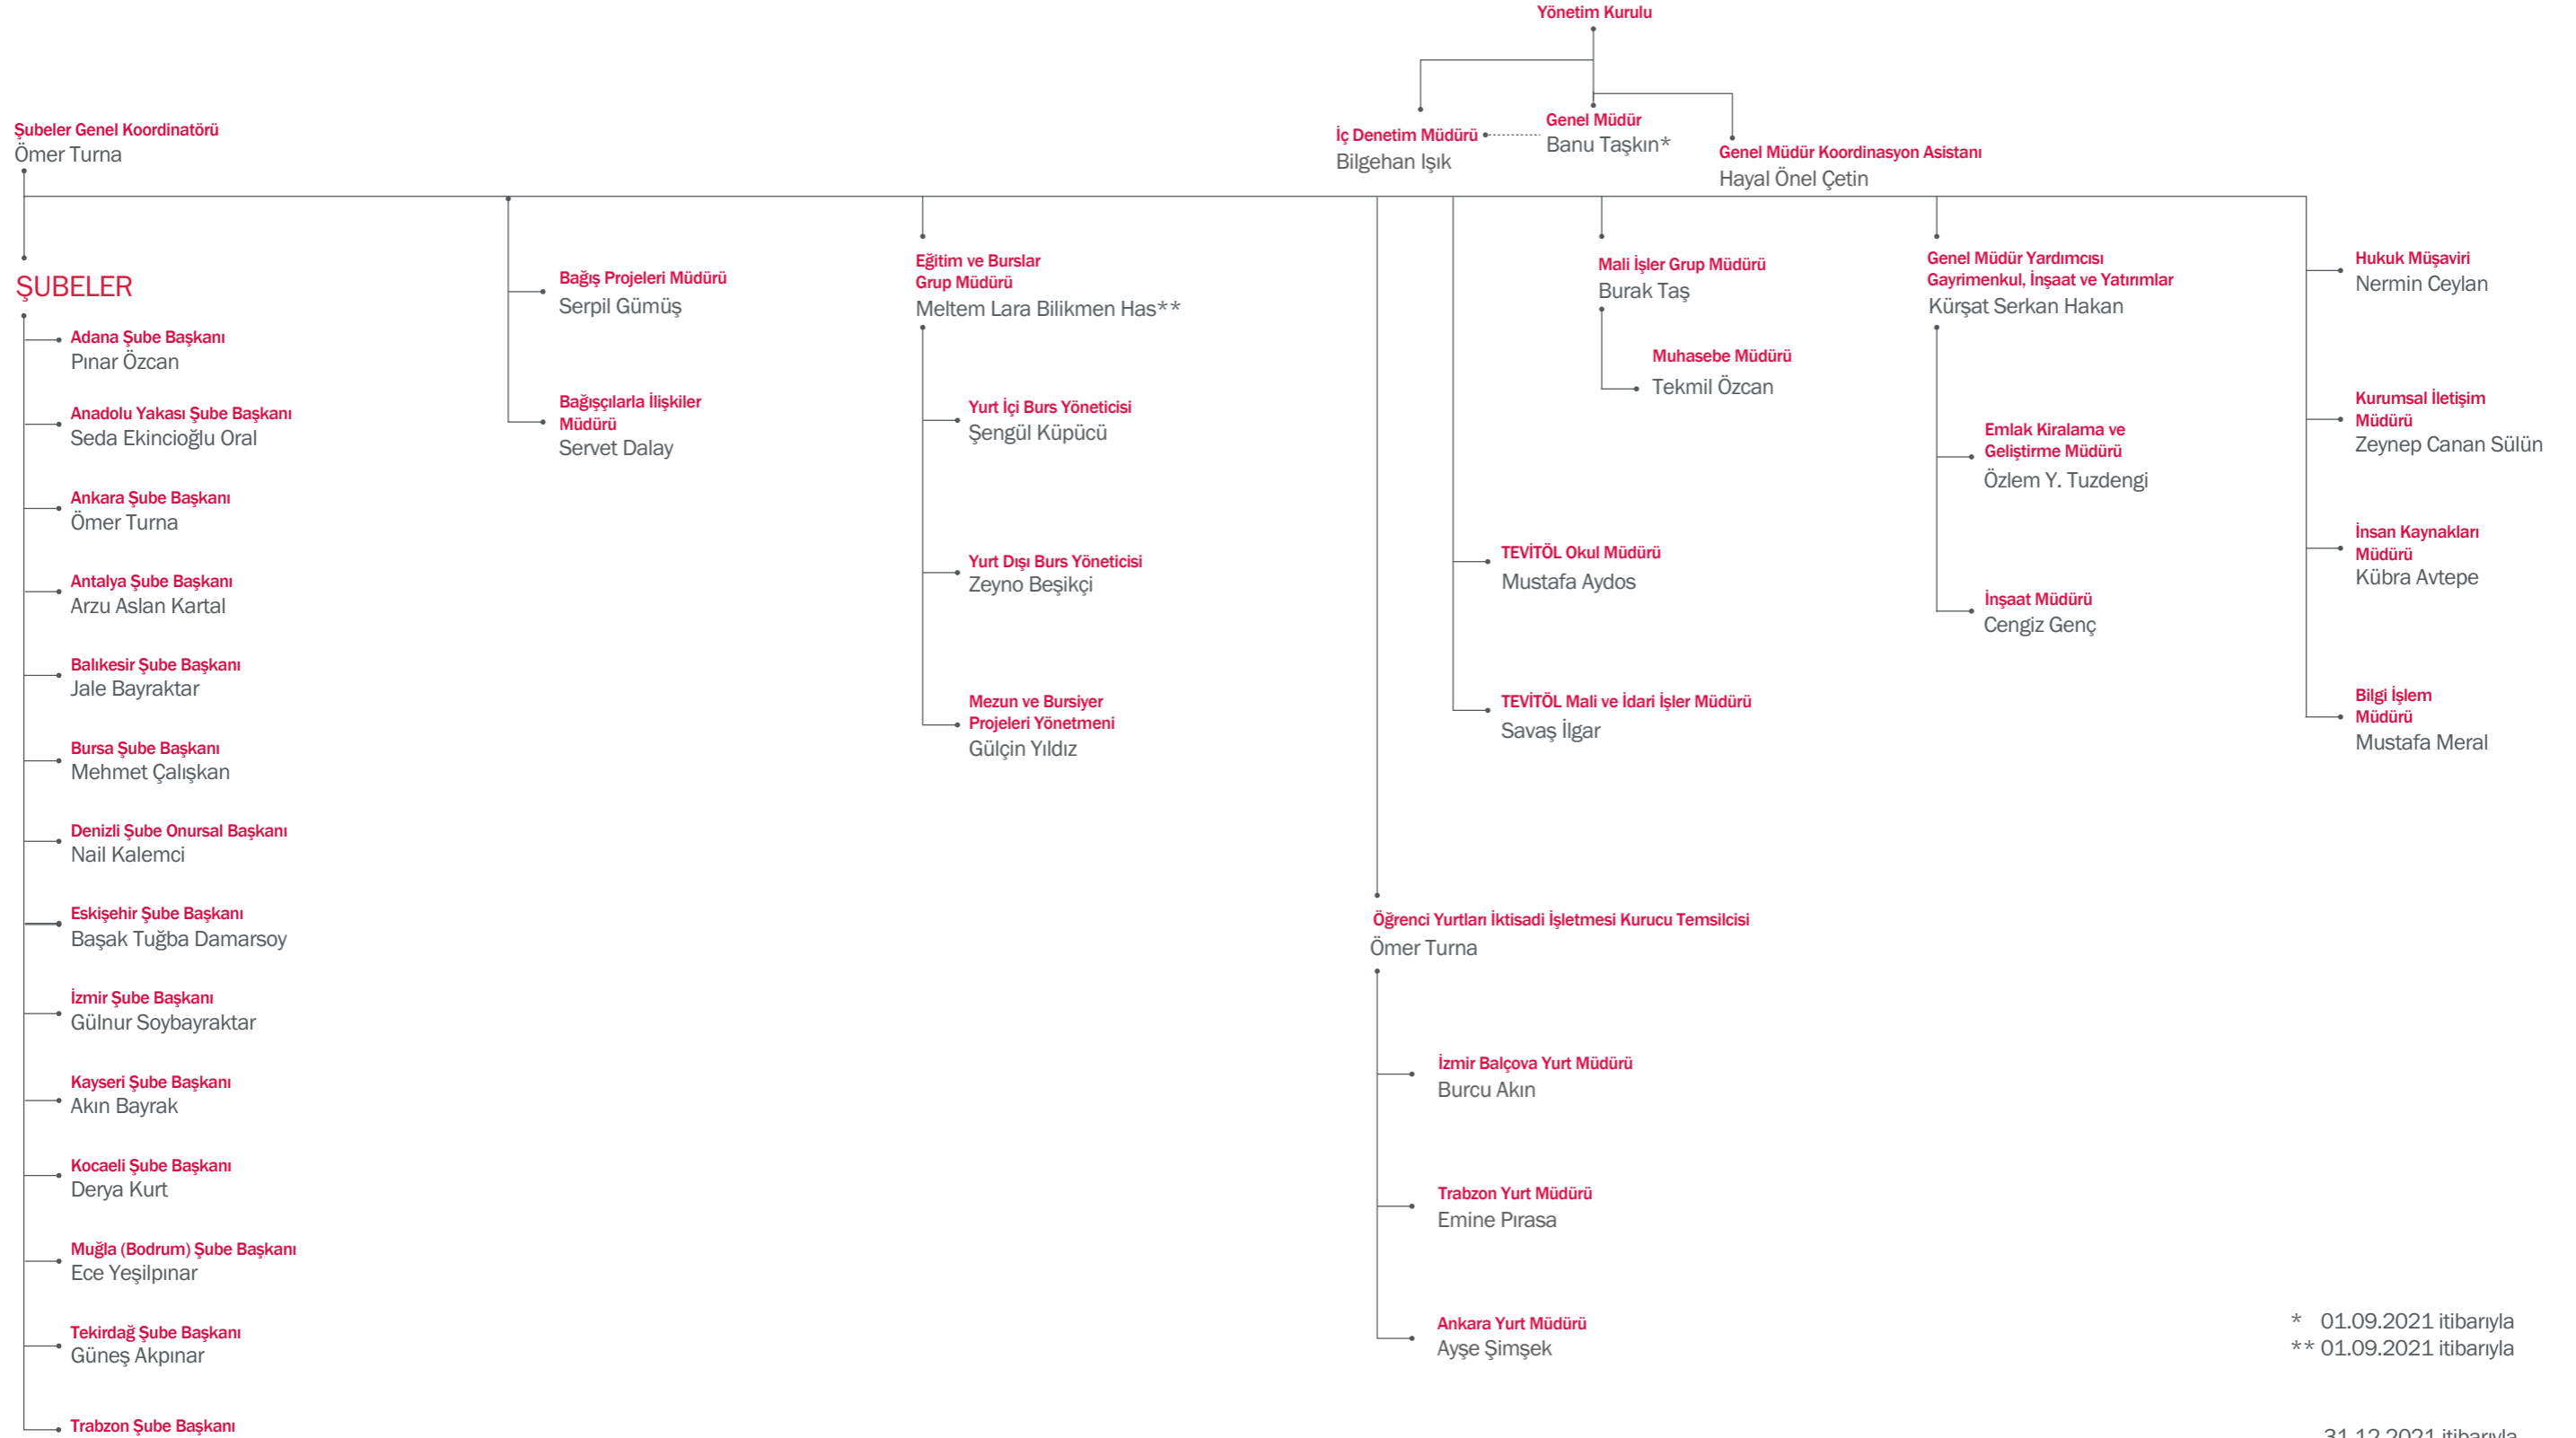 Yönetim Kurulu
İç Denetim Müdürü
Bilgehan Işık
Genel Müdür
Banu Taşkın*
Genel Müdür Koordinasyon Asistanı
Hayal Önel Çetin
Şubeler Genel Koordinatörü
Ömer Turna
ŞUBELER
Adana Şube Başkanı
Pınar Özcan
Anadolu Yakası Şube Başkanı
Seda Ekincioğlu Oral
Ankara Şube Başkanı
Ömer Turna
Antalya Şube Başkanı
Arzu Aslan Kartal
Balıkesir Şube Başkanı
Jale Bayraktar
Bursa Şube Başkanı
Mehmet Çalışkan
Denizli Şube Onursal Başkanı
Nail Kalemci
Eskişehir Şube Başkanı
Başak Tuğba Damarsoy
İzmir Şube Başkanı
Gülnur Soybayraktar
Kayseri Şube Başkanı
Akın Bayrak
Kocaeli Şube Başkanı
Derya Kurt
Muğla (Bodrum) Şube Başkanı
Ece Yeşilpınar
Tekirdağ Şube Başkanı
Güneş Akpınar
Trabzon Şube Başkanı
Bağış Projeleri Müdürü
Serpil Gümüş
Bağışçılarla İlişkiler
Müdürü
Servet Dalay
Eğitim ve Burslar
Grup Müdürü
Meltem Lara Bilikmen Has**
Yurt İçi Burs Yöneticisi
Şengül Küpücü
Yurt Dışı Burs Yöneticisi
Zeyno Beşikçi
Mezun ve Bursiyer
Projeleri Yönetmeni
Gülçin Yıldız
Öğrenci Yurtları İktisadi İşletmesi Kurucu Temsilcisi
Ömer Turna
İzmir Balçova Yurt Müdürü
Burcu Akın
Trabzon Yurt Müdürü
Emine Pırasa
Ankara Yurt Müdürü
Ayşe Şimşek
TEVİTÖL Okul Müdürü
Mustafa Aydos
TEVİTÖL Mali ve İdari İşler Müdürü
Savaş İlgar
Mali İşler Grup Müdürü
Burak Taş
Muhasebe Müdürü
Tekmil Özcan
Genel Müdür Yardımcısı
Gayrimenkul, İnşaat ve Yatırımlar
Kürşat Serkan Hakan
Emlak Kiralama ve
Geliştirme Müdürü
Özlem Y. Tuzdengi
İnşaat Müdürü
Cengiz Genç
Hukuk Müşaviri
Nermin Ceylan
Kurumsal İletişim
Müdürü
Zeynep Canan Sülün
İnsan Kaynakları
Müdürü
Kübra Avtepe
Bilgi İşlem
Müdürü
Mustafa Meral
* 01.09.2021 itibarıyla
** 01.09.2021 itibarıyla
31.12.2021 itibarıyla